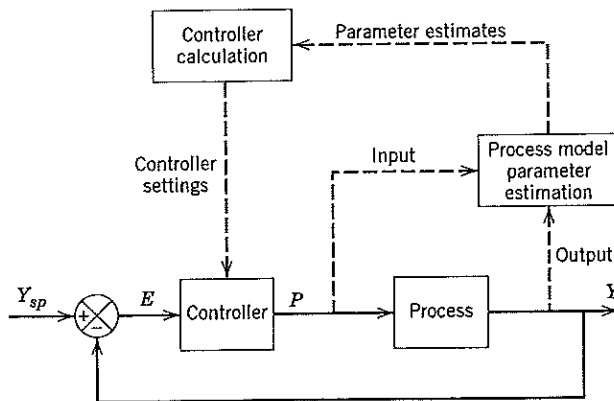 Controller
calculation
Parameter estimates
Controller
settings
Input
Process model
parameter
estimation
Output
Y_sp
+
−
E
Controller
P
Process
Y